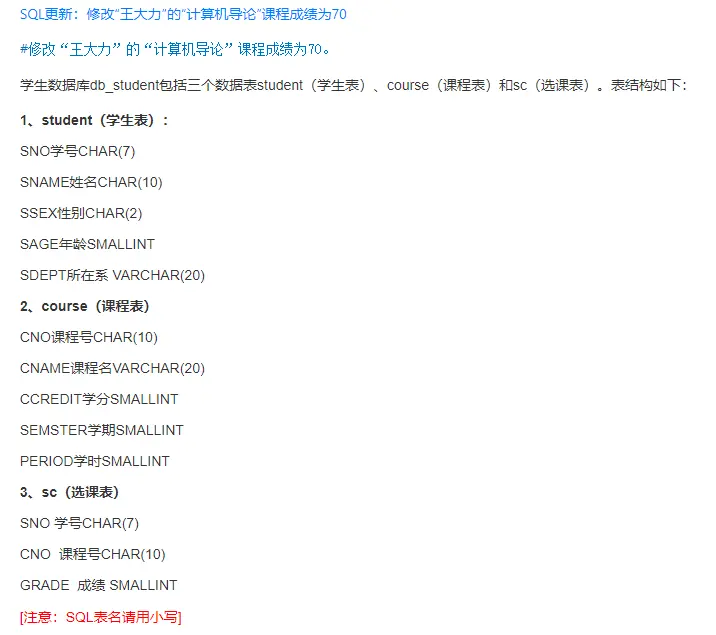 SQL更新：修改“王大力”的“计算机导论”课程成绩为70
#修改“王大力”的“计算机导论”课程成绩为70。
学生数据库db_student包括三个数据表student（学生表）、course（课程表）和sc（选课表）。表结构如下：
1、student（学生表）：
SNO学号CHAR(7)
SNAME姓名CHAR(10)
SSEX性别CHAR(2)
SAGE年龄SMALLINT
SDEPT所在系 VARCHAR(20)
2、course（课程表）
CNO课程号CHAR(10)
CNAME课程名VARCHAR(20)
CCREDIT学分SMALLINT
SEMSTER学期SMALLINT
PERIOD学时SMALLINT
3、sc（选课表）
SNO 学号CHAR(7)
CNO  课程号CHAR(10)
GRADE  成绩 SMALLINT
[注意：SQL表名请用小写]